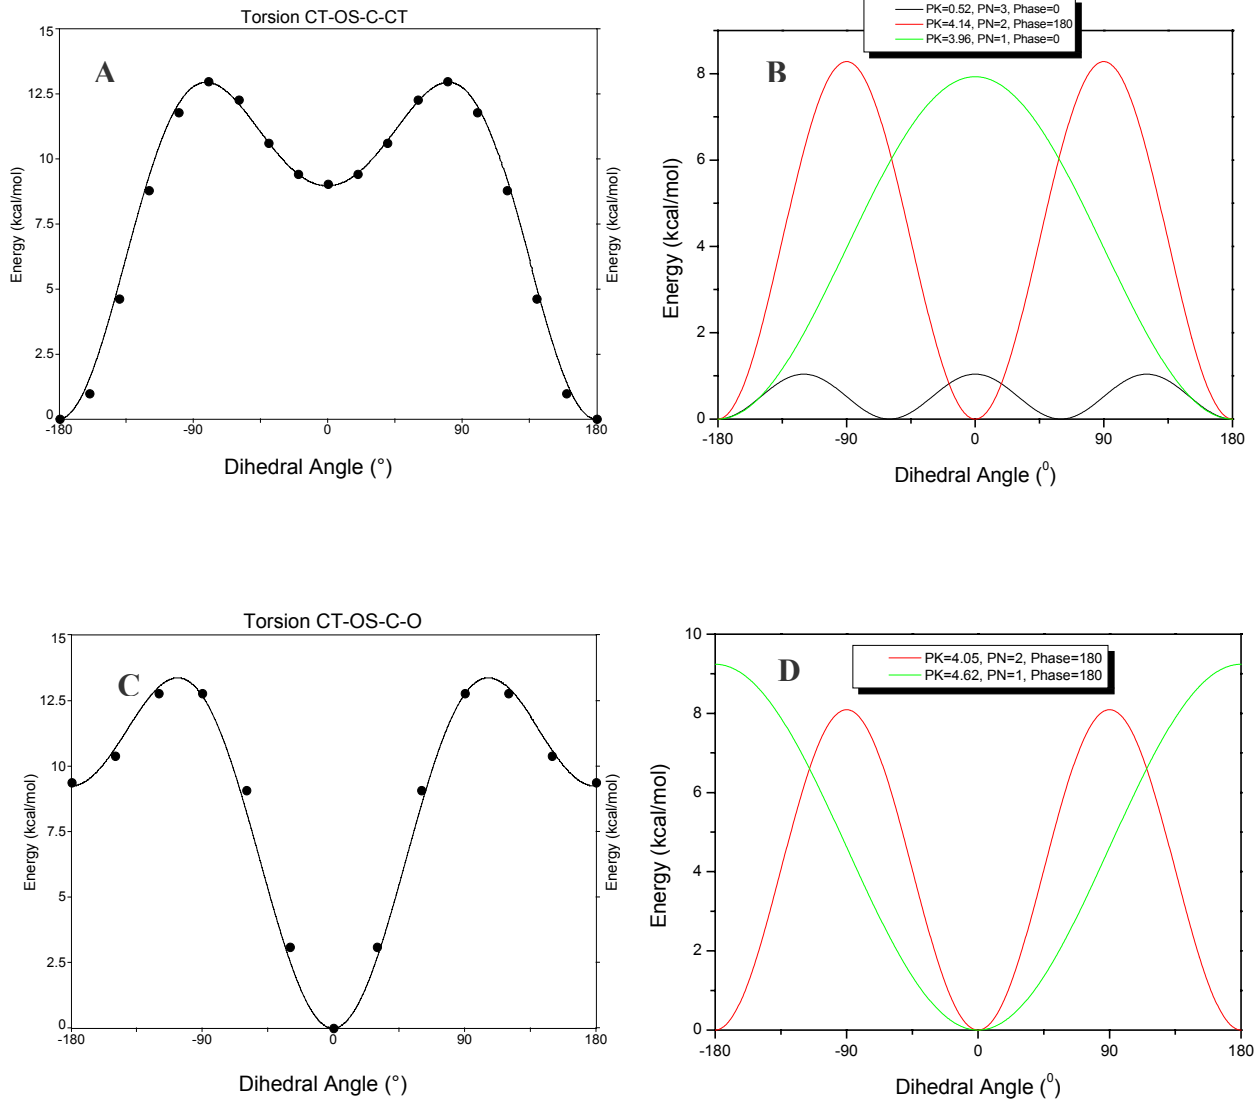 Torsion CT-OS-C-CT
A
15
12.5
10
7.5
5
2.5
0
-180
-90
0
90
180
Energy (kcal/mol)
Energy (kcal/mol)
Dihedral Angle (°)
PK=0.52, PN=3, Phase=0
PK=4.14, PN=2, Phase=180
PK=3.96, PN=1, Phase=0
B
8
6
4
2
0
-180
-90
0
90
180
Energy (kcal/mol)
Dihedral Angle (⁰)
Torsion CT-OS-C-O
C
15
12.5
10
7.5
5
2.5
0
-180
-90
0
90
180
Energy (kcal/mol)
Energy (kcal/mol)
Dihedral Angle (°)
PK=4.05, PN=2, Phase=180
PK=4.62, PN=1, Phase=180
D
10
8
6
4
2
0
-180
-90
0
90
180
Energy (kcal/mol)
Dihedral Angle (⁰)